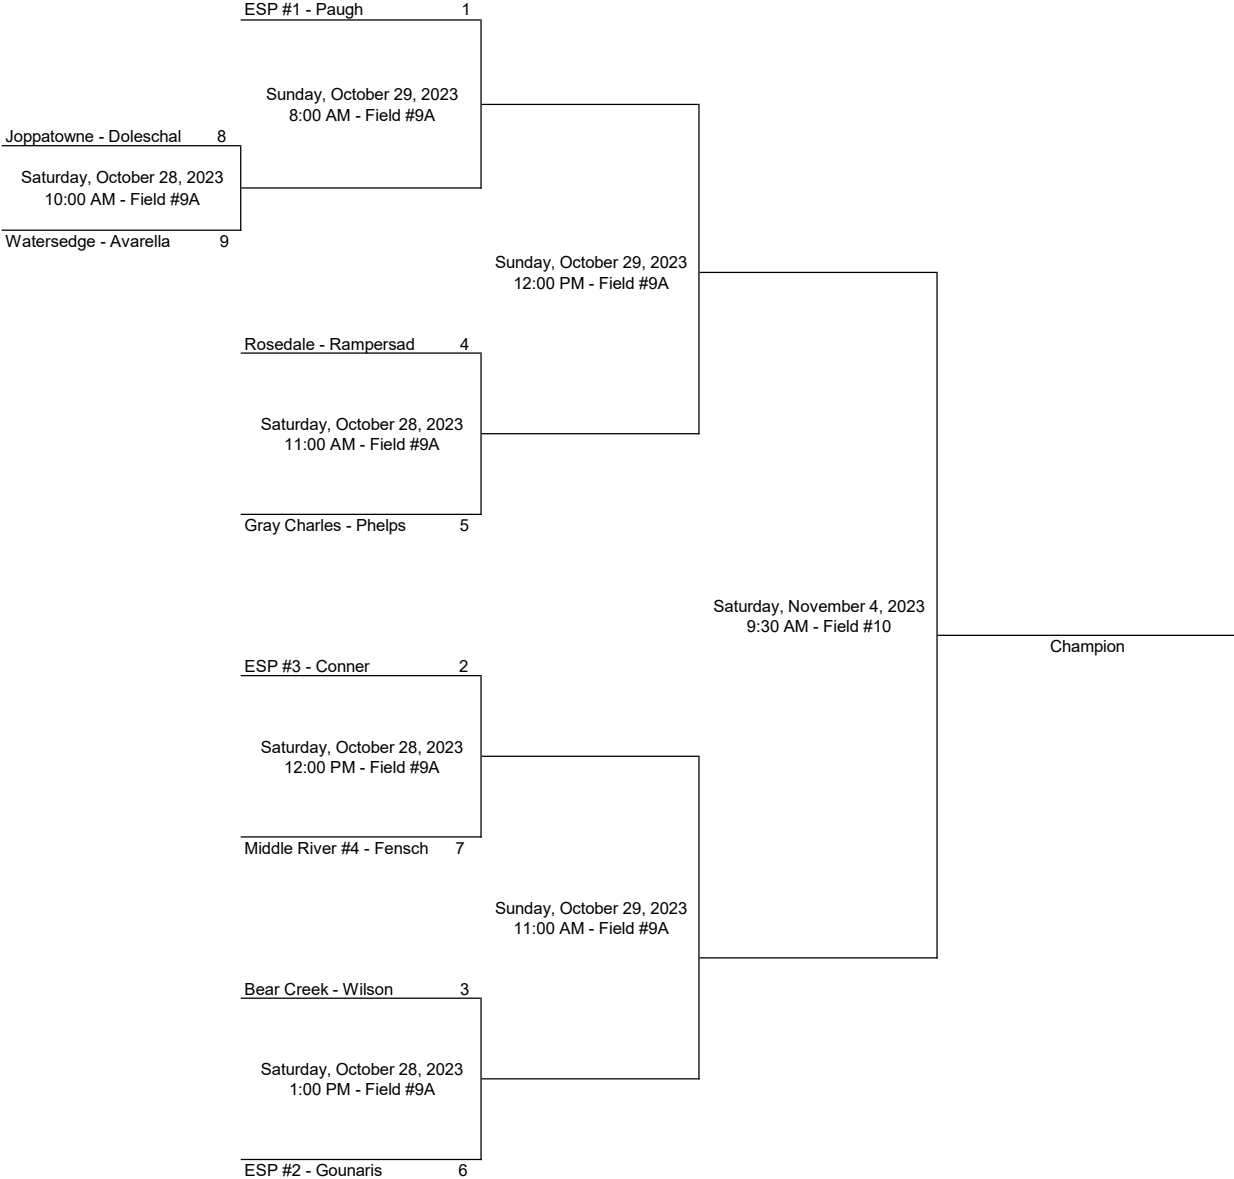 ESP #1 - Paugh 1
Sunday, October 29, 2023
8:00 AM - Field #9A
Joppatowne - Doleschal 8
Saturday, October 28, 2023
10:00 AM - Field #9A
Watersedge - Avarella 9
Sunday, October 29, 2023
12:00 PM - Field #9A
Rosedale - Rampersad 4
Saturday, October 28, 2023
11:00 AM - Field #9A
Gray Charles - Phelps 5
Saturday, November 4, 2023
9:30 AM - Field #10
Champion
ESP #3 - Conner 2
Saturday, October 28, 2023
12:00 PM - Field #9A
Middle River #4 - Fensch 7
Sunday, October 29, 2023
11:00 AM - Field #9A
Bear Creek - Wilson 3
Saturday, October 28, 2023
1:00 PM - Field #9A
ESP #2 - Gounaris 6